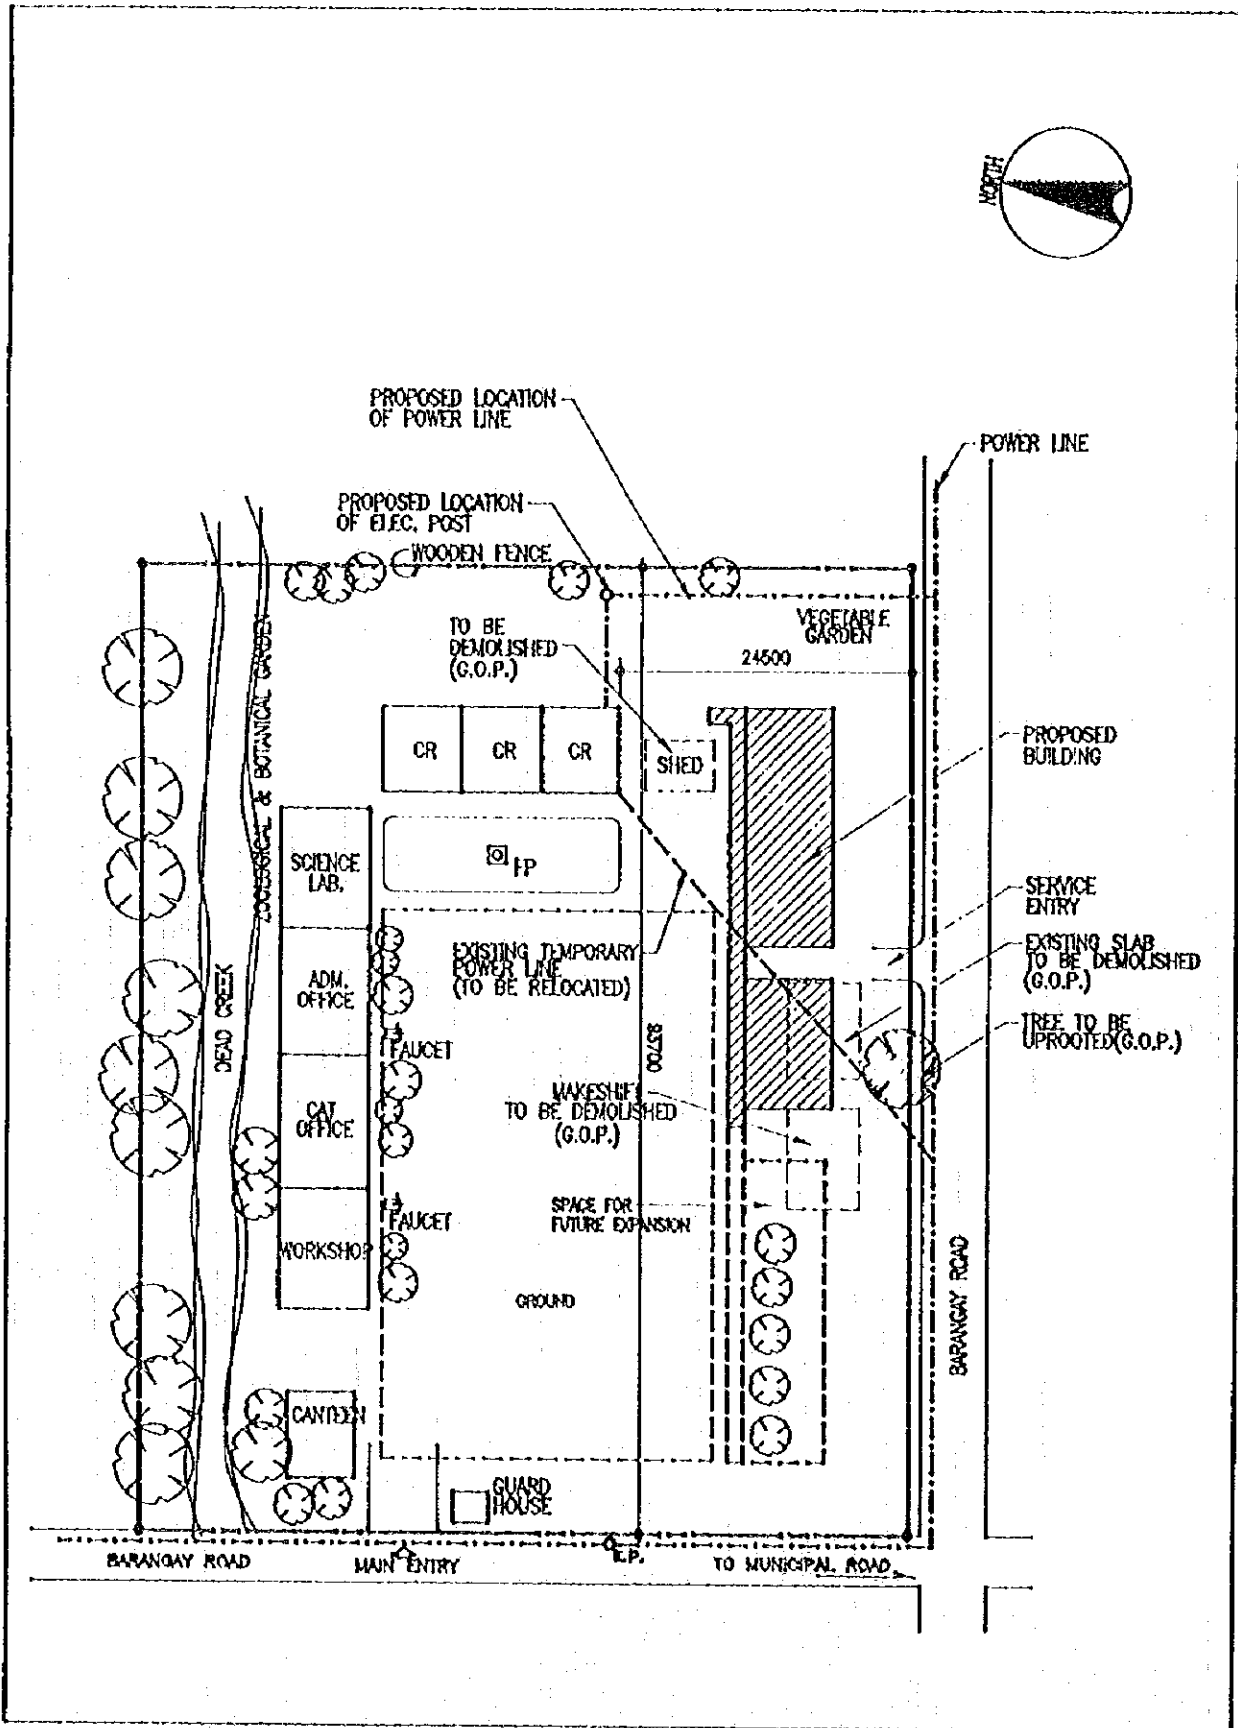 NORTH
PROPOSED LOCATION
OF POWER LINE
POWER LINE
PROPOSED LOCATION
OF ELEC. POST
WOODEN FENCE
TO BE
DEMOLISHED
(G.O.P.)
VEGETABLE
GARDEN
24500
ZOOLOGICAL & BOTANICAL GARDEN
CR
CR
CR
SHED
PROPOSED
BUILDING
SCIENCE
LAB.
FP
SERVICE
ENTRY
EXISTING TEMPORARY
POWER LINE
(TO BE RELOCATED)
EXISTING SLAB
TO BE DEMOLISHED
(G.O.P.)
ADM.
OFFICE
DEAD CREEK
FAUCET
TREE TO BE
UPROOTED(G.O.P.)
MAKESHIFT
TO BE DEMOLISHED
(G.O.P.)
CAT
OFFICE
FAUCET
SPACE FOR
FUTURE EXPANSION
WORKSHOP
GROUND
BARANGAY ROAD
CANTEEN
GUARD
HOUSE
BARANGAY ROAD
MAIN ENTRY
E.P.
TO MUNICIPAL ROAD